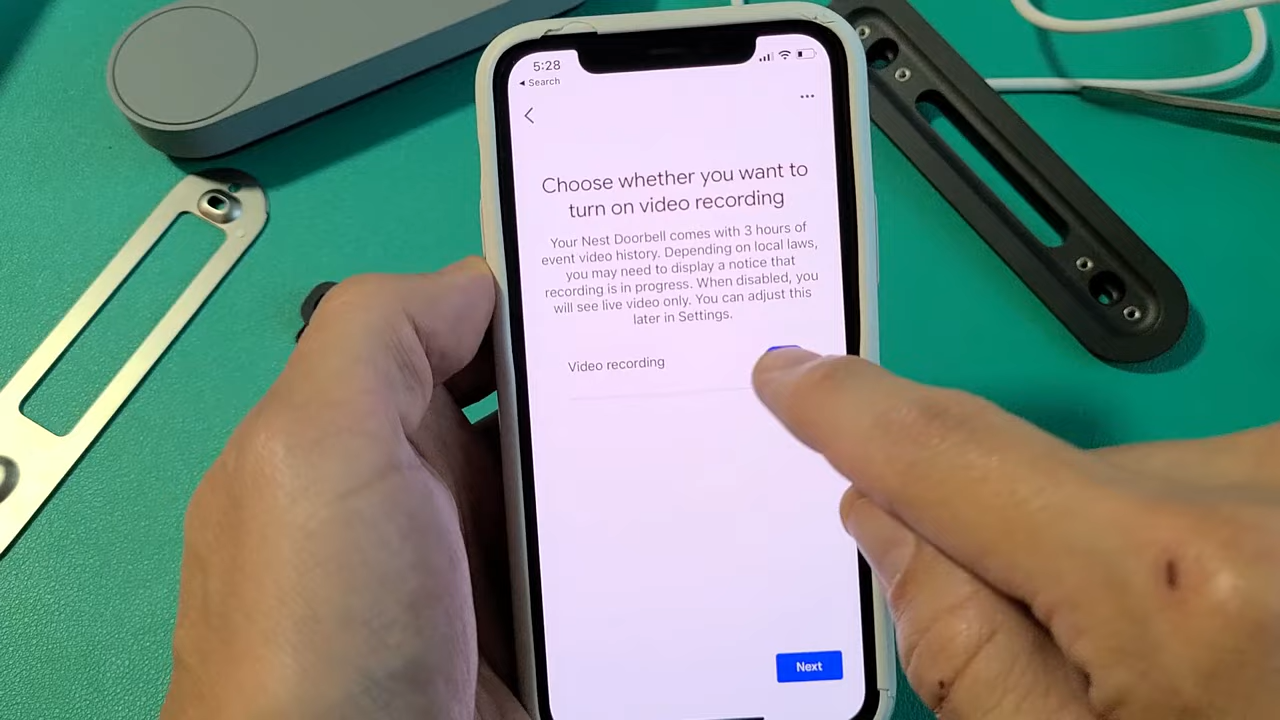 5:28
Search
Choose whether you want to
turn on video recording
Your Nest Doorbell comes with 3 hours of
event video history. Depending on local laws,
you may need to display a notice that
recording is in progress. When disabled, you
will see live video only. You can adjust this
later in Settings.
Video recording
Next